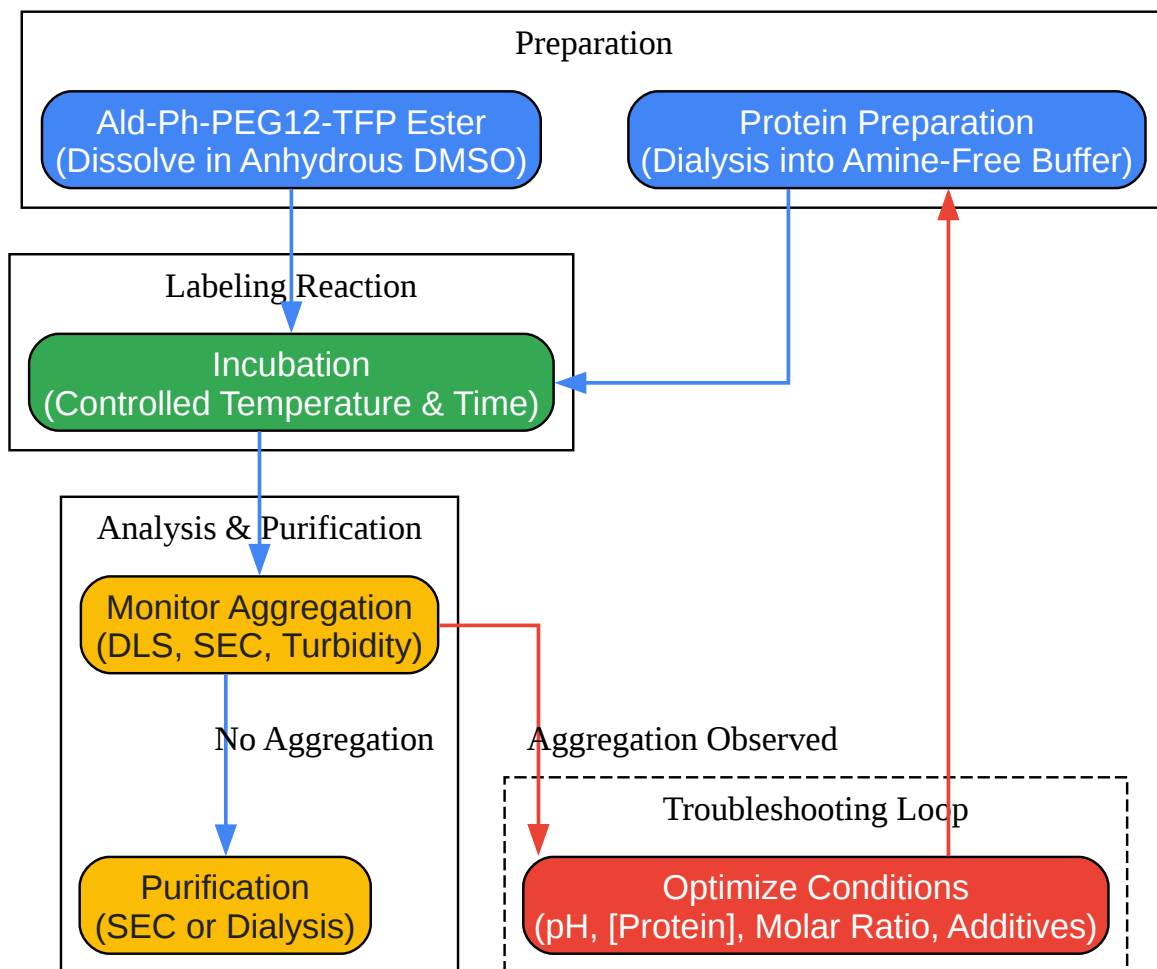 Preparation
Ald-Ph-PEG12-TFP Ester
(Dissolve in Anhydrous DMSO)
Protein Preparation
(Dialysis into Amine-Free Buffer)
Labeling Reaction
Incubation
(Controlled Temperature & Time)
Analysis & Purification
Monitor Aggregation
(DLS, SEC, Turbidity)
No Aggregation
Aggregation Observed
Troubleshooting Loop
Purification
(SEC or Dialysis)
Optimize Conditions
(pH, [Protein], Molar Ratio, Additives)